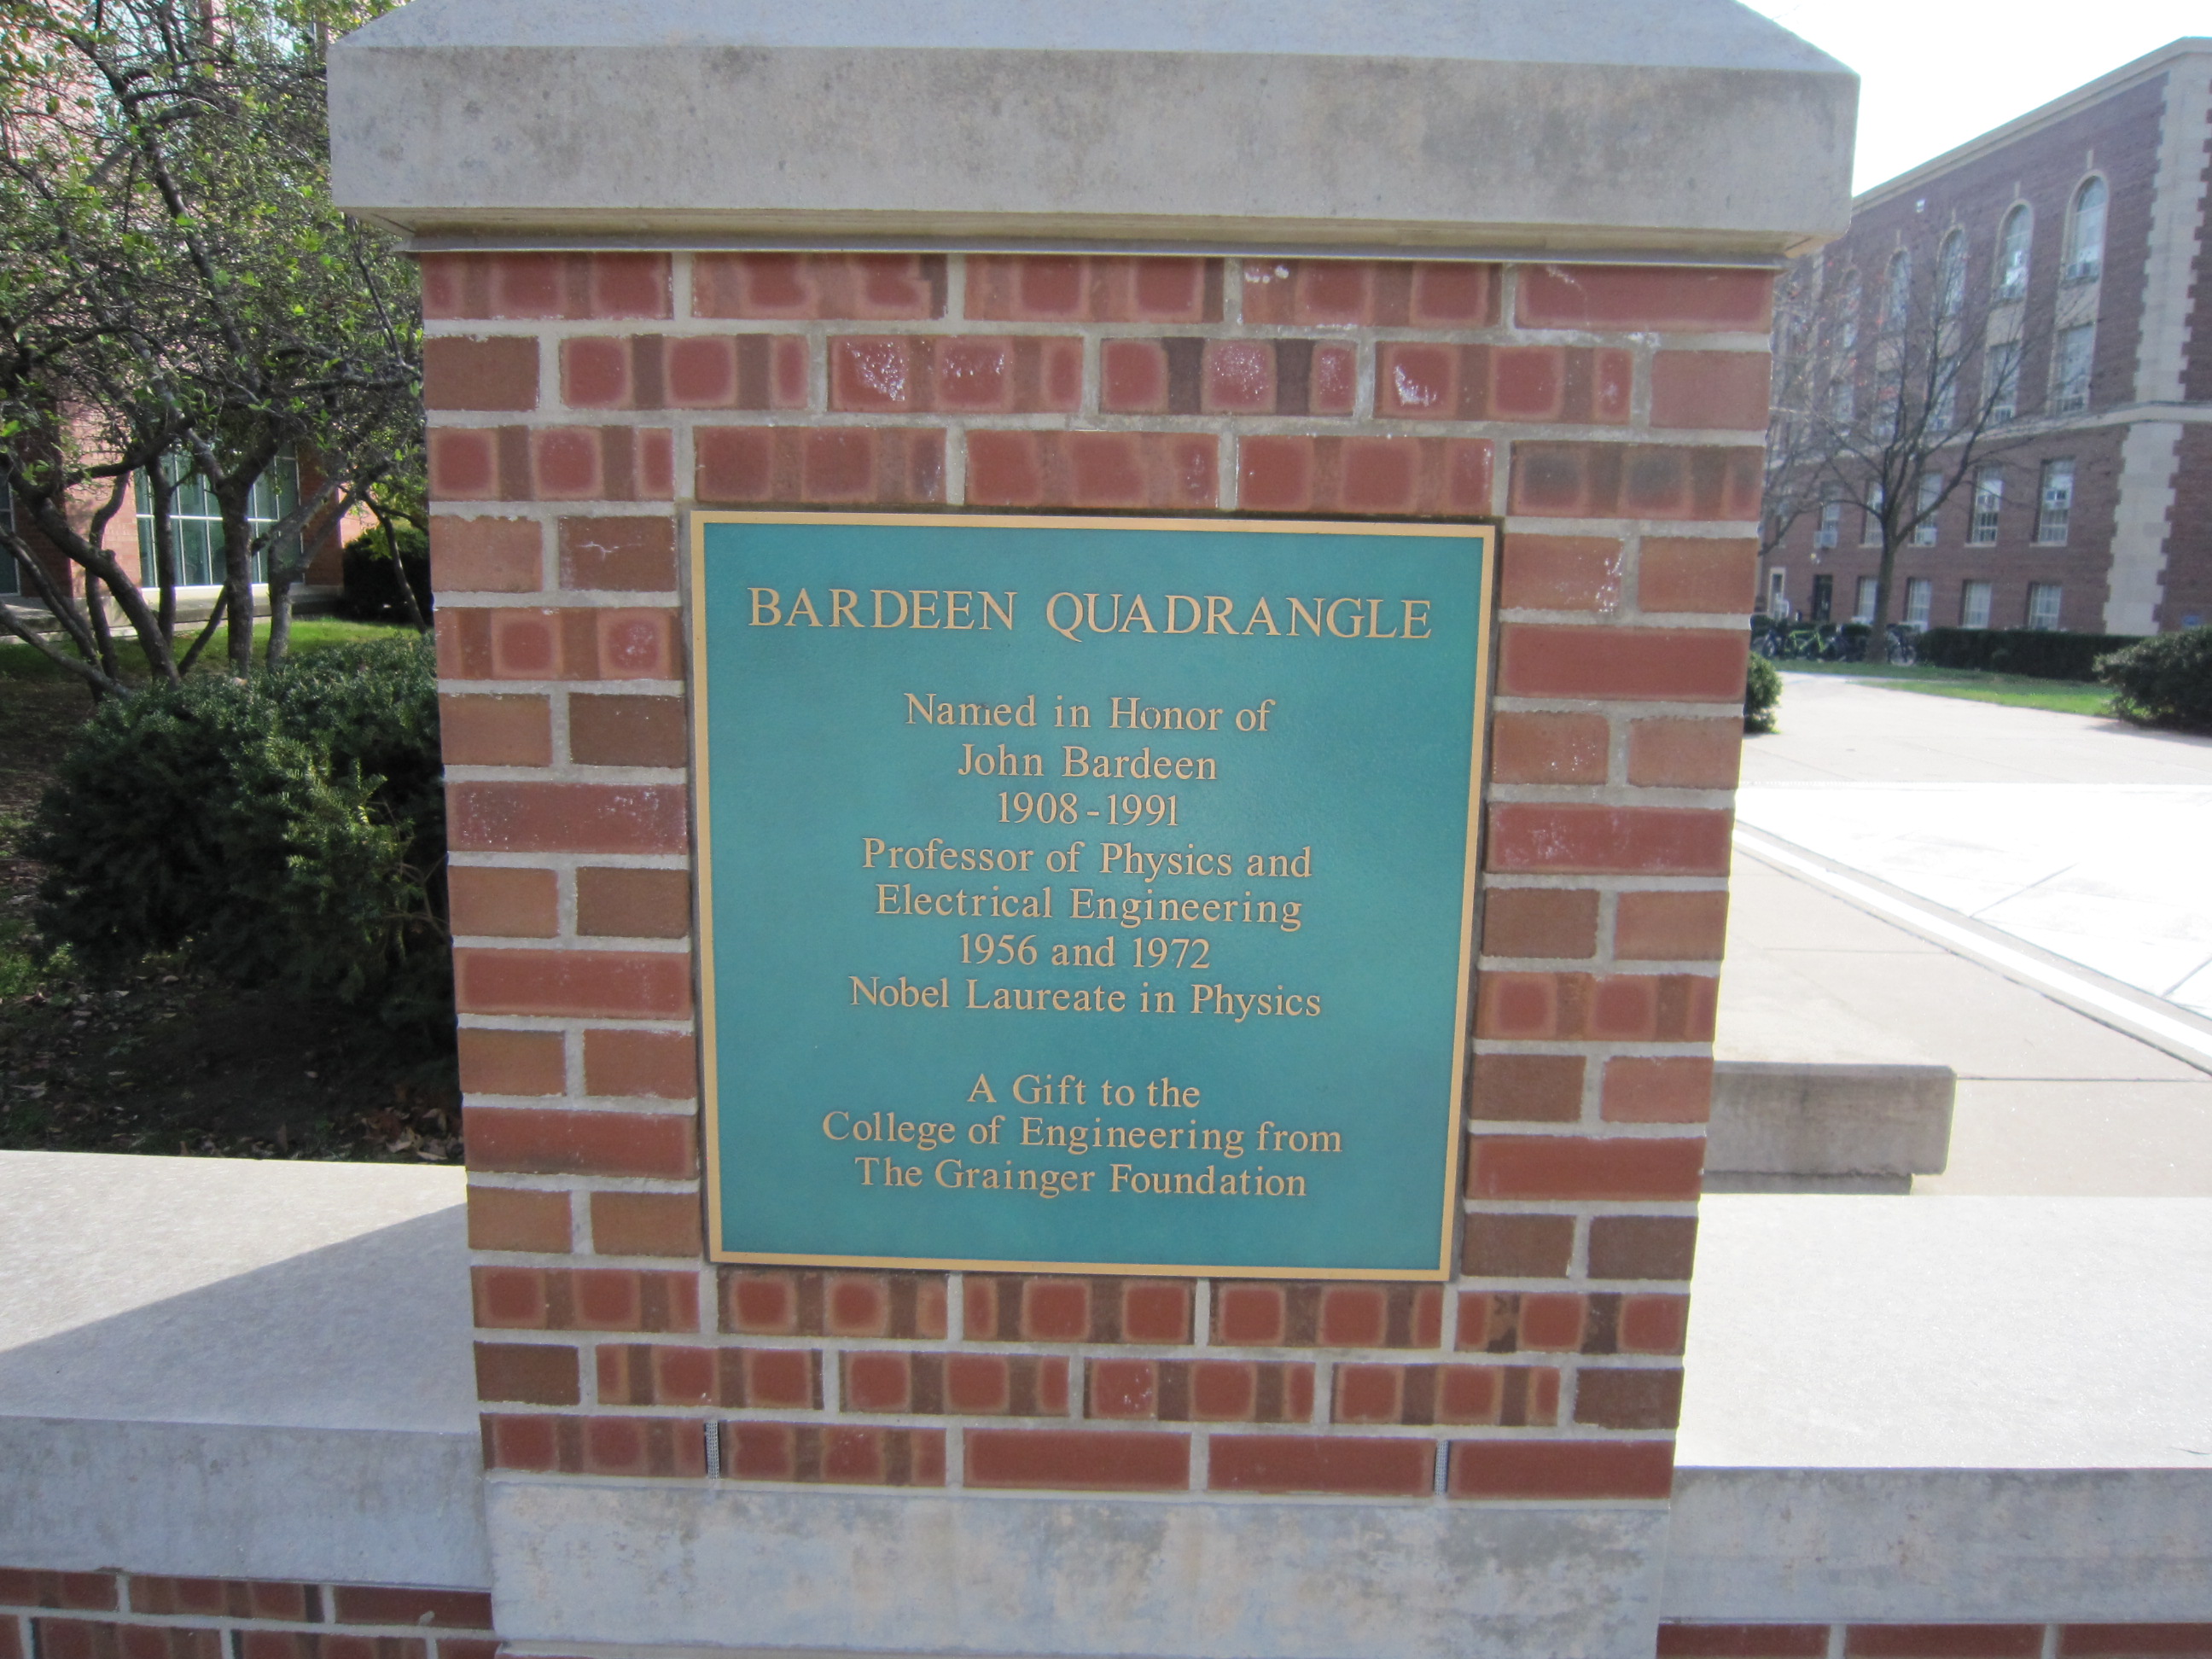 BARDEEN QUADRANGLE
Named in Honor of
John Bardeen
1908-1991
Professor of Physics and
Electrical Engineering
1956 and 1972
Nobel Laureate in Physics
A Gift to the
College of Engineering from
The Grainger Foundation